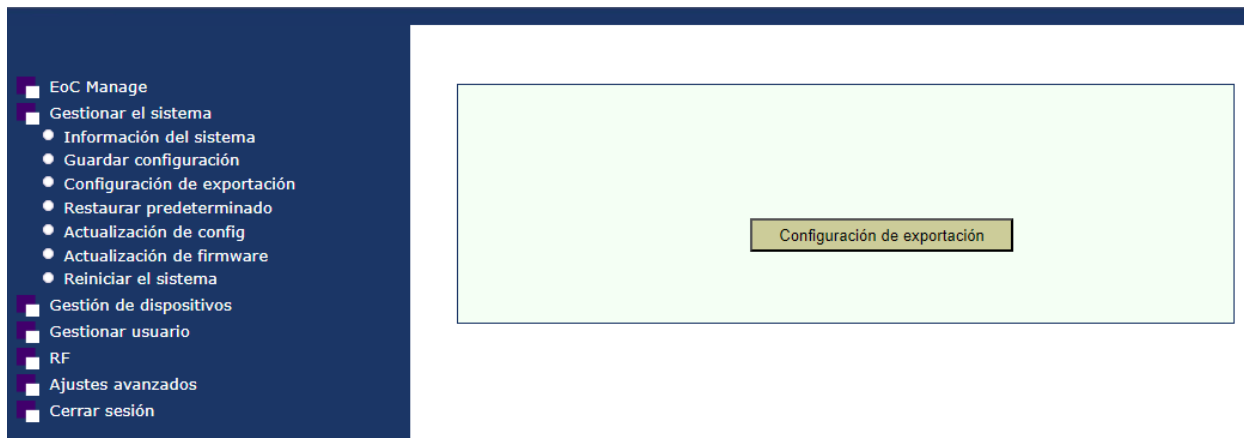 EoC Manage
Gestionar el sistema
Información del sistema
Guardar configuración
Configuración de exportación
Restaurar predeterminado
Actualización de config
Actualización de firmware
Reiniciar el sistema
Gestión de dispositivos
Gestionar usuario
RF
Ajustes avanzados
Cerrar sesión
Configuración de exportación